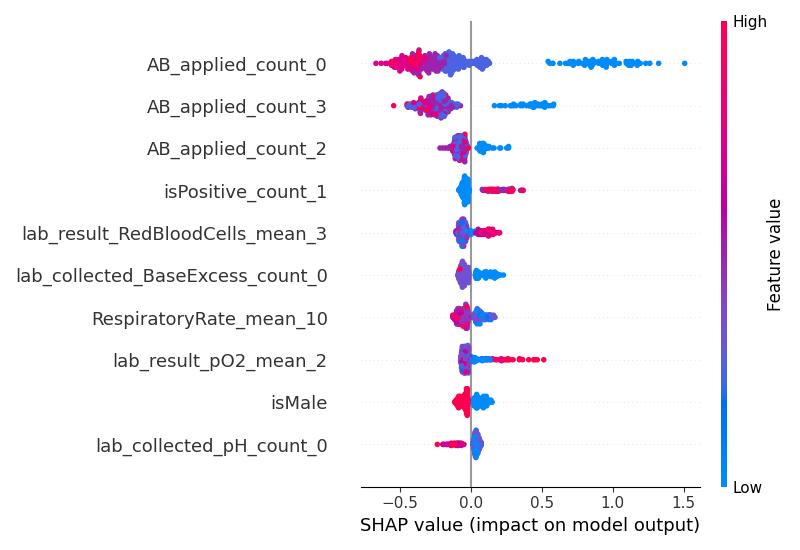 High
AB_applied_count_0
AB_applied_count_3
AB_applied_count_2
isPositive_count_1
lab_result_RedBloodCells_mean_3
lab_collected_BaseExcess_count_0
RespiratoryRate_mean_10
lab_result_pO2_mean_2
isMale
lab_collected_pH_count_0
Feature value
Low
−0.5 0.0 0.5 1.0 1.5
SHAP value (impact on model output)